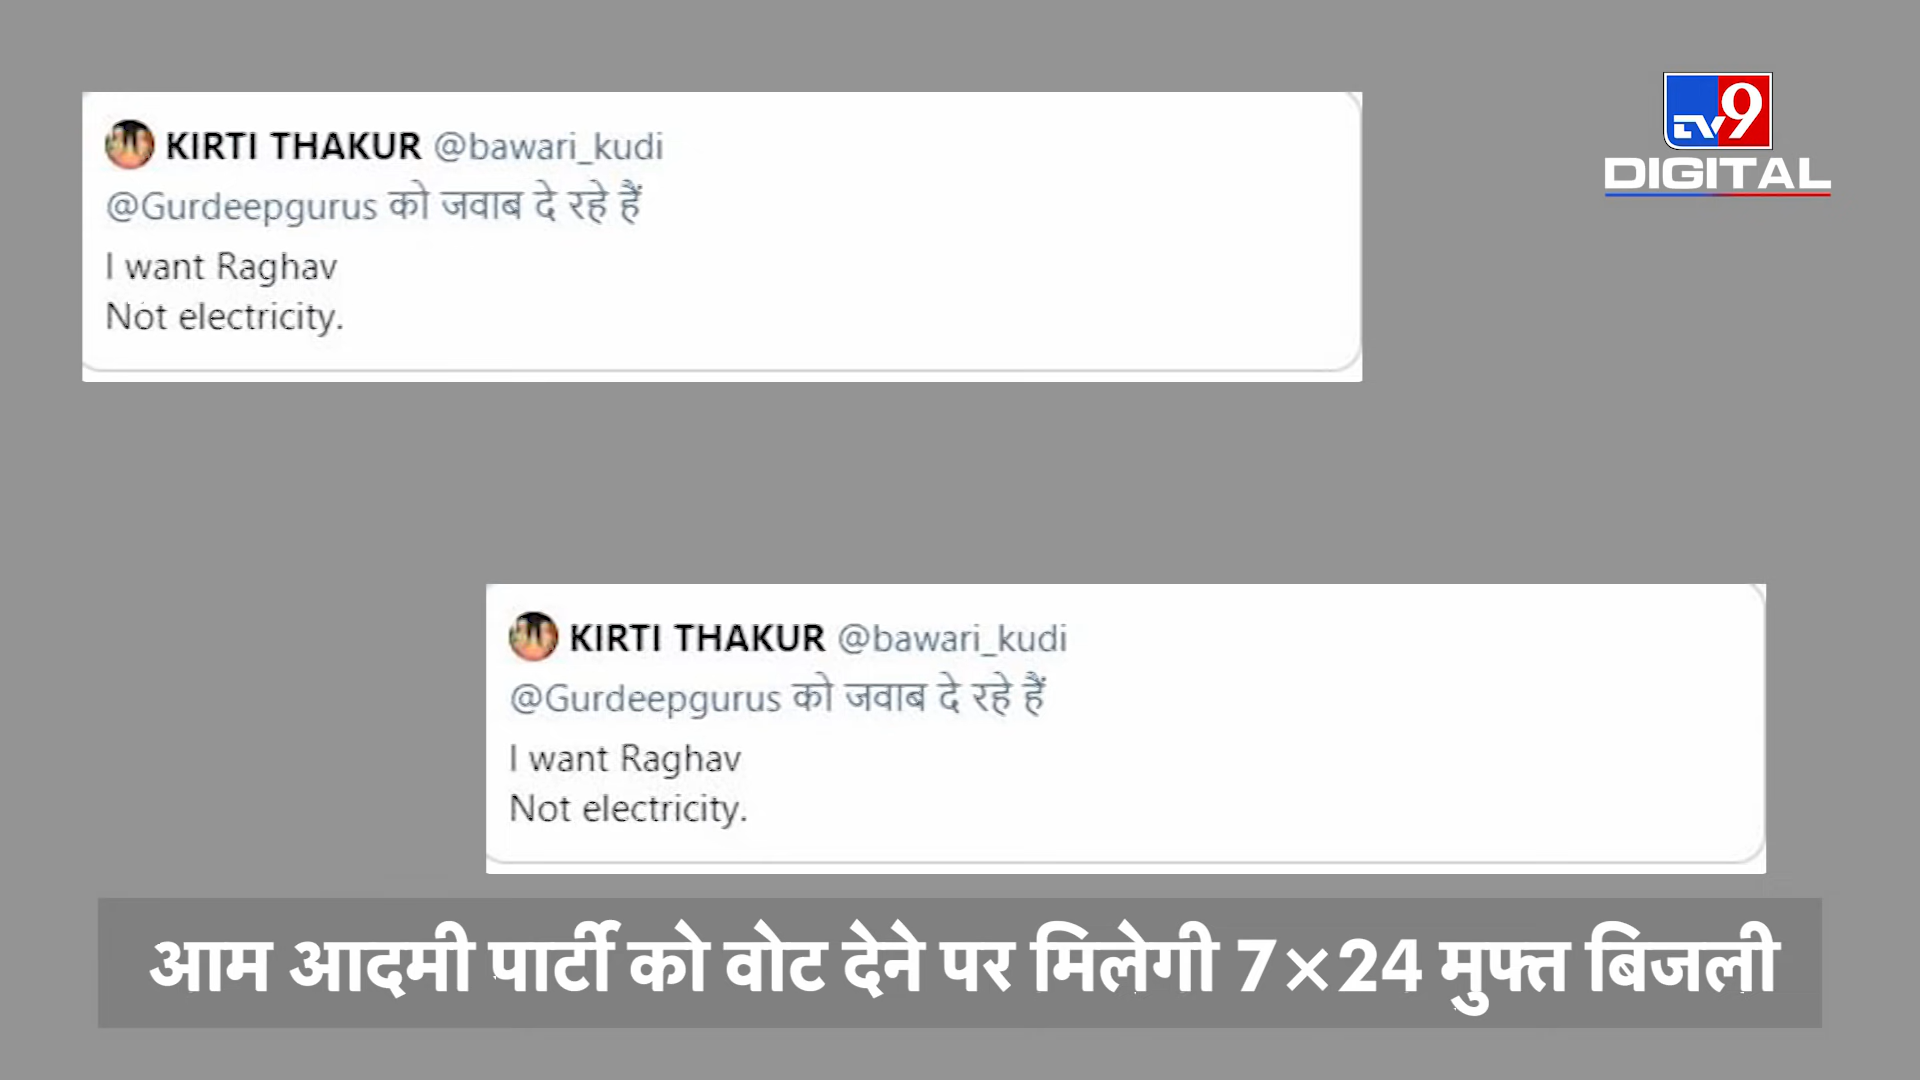 KIRTI THAKUR @bawari_kudi
@Gurdeepgurus को जवाब दे रहे हैं
I want Raghav
Not electricity.
TV9
DIGITAL
KIRTI THAKUR @bawari_kudi
@Gurdeepgurus को जवाब दे रहे हैं
I want Raghav
Not electricity.
आम आदमी पार्टी को वोट देने पर मिलेगी 7×24 मुफ्त बिजली